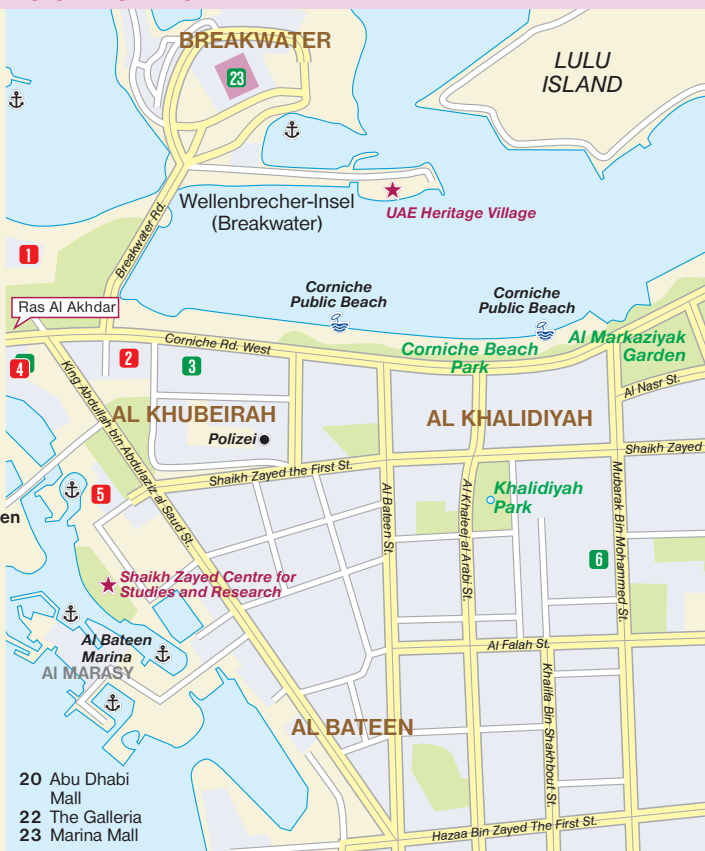 BREAKWATER
23
LULU
ISLAND
Wellenbrecher-Insel
(Breakwater)
UAE Heritage Village
Breakwater Rd.
1
Ras Al Akhdar
Corniche
Public Beach
Corniche
Public Beach
Corniche Rd. West
Corniche Beach
Park
Al Markaziyak
Garden
4
2
3
Al Nasr St.
King Abdullah bin Abdulaziz al Saud St.
AL KHUBEIRAH
AL KHALIDIYAH
Polizei
Shaikh Zayed
Shaikh Zayed the First St.
5
en
Al Bateen St.
Al Khaleej al Arabi St.
Khalidiyah
Park
Mubarak Bin Mohammed St.
6
Shaikh Zayed Centre for
Studies and Research
Al Bateen
Marina
Al MARASY
Al Falah St.
Khalifa Bin Shakhbout St.
AL BATEEN
20 Abu Dhabi
Mall
22 The Galleria
23 Marina Mall
Hazaa Bin Zayed The First St.